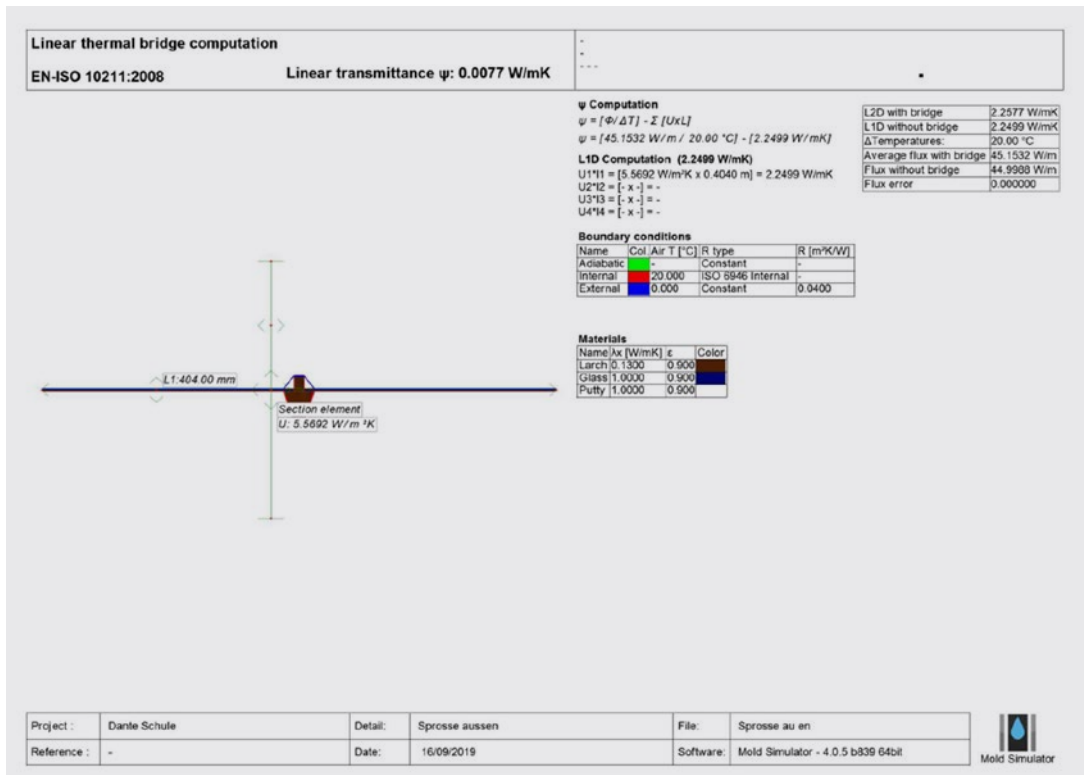 Linear thermal bridge computation
EN-ISO 10211:2008 Linear transmittance ψ: 0.0077 W/mK
-
-
- - -
.
ψ Computation
ψ = [Φ/ΔT] - Σ [UxL]
ψ = [45.1532 W/m / 20.00 °C] - [2.2499 W/mK]
L1D Computation (2.2499 W/mK)
U1*l1 = [5.5692 W/m²K x 0.4040 m] = 2.2499 W/mK
U2*l2 = [- x -] = -
U3*l3 = [- x -] = -
U4*l4 = [- x -] = -
L2D with bridge 2.2577 W/mK
L1D without bridge 2.2499 W/mK
ΔTemperatures: 20.00 °C
Average flux with bridge 45.1532 W/m
Flux without bridge 44.9988 W/m
Flux error 0.000000
Boundary conditions
Name Col. Air T [°C] R type R [m²K/W]
Adiabatic - Constant -
Internal 20.000 ISO 6946 Internal -
External 0.000 Constant 0.0400
Materials
Name λx [W/mK] ε Color
Larch 0.1300 0.900
Glass 1.0000 0.900
Putty 1.0000 0.900
L1:404.00 mm
Section element
U: 5.5692 W/m ²K
Project : Dante Schule Detail: Sprosse aussen File: Sprosse au en
Reference : - Date: 16/09/2019 Software: Mold Simulator - 4.0.5 b839 64bit
Mold Simulator